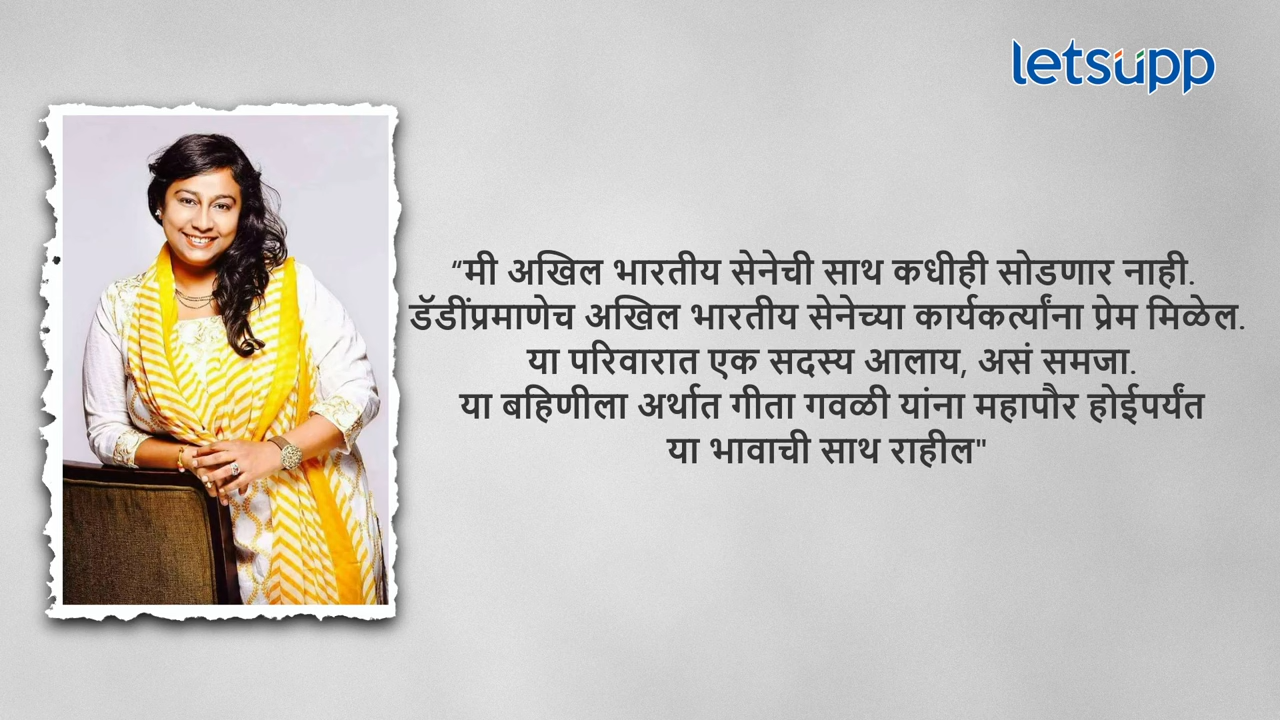 letsupp
“मी अखिल भारतीय सेनेची साथ कधीही सोडणार नाही.
डॅडींप्रमाणेच अखिल भारतीय सेनेच्या कार्यकर्त्यांना प्रेम मिळेल.
या परिवारात एक सदस्य आलाय, असं समजा.
या बहिणीला अर्थात गीता गवळी यांना महापौर होईपर्यंत
या भावाची साथ राहील"